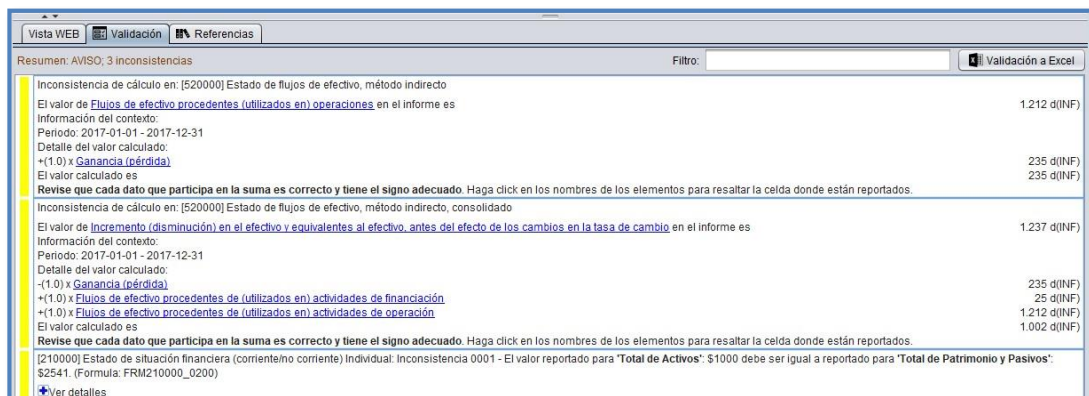 Vista WEB Validación Referencias
Resumen: AVISO; 3 inconsistencias Filtro: Validación a Excel
Inconsistencia de cálculo en: [520000] Estado de flujos de efectivo, método indirecto
El valor de Flujos de efectivo procedentes (utilizados en) operaciones en el informe es 1.212 d(INF)
Información del contexto:
Periodo: 2017-01-01 - 2017-12-31
Detalle del valor calculado:
+(1.0) x Ganancia (pérdida) 235 d(INF)
El valor calculado es 235 d(INF)
Revise que cada dato que participa en la suma es correcto y tiene el signo adecuado. Haga click en los nombres de los elementos para resaltar la celda donde están reportados.
Inconsistencia de cálculo en: [520000] Estado de flujos de efectivo, método indirecto, consolidado
El valor de Incremento (disminución) en el efectivo y equivalentes al efectivo, antes del efecto de los cambios en la tasa de cambio en el informe es 1.237 d(INF)
Información del contexto:
Periodo: 2017-01-01 - 2017-12-31
Detalle del valor calculado:
-(1.0) x Ganancia (pérdida) 235 d(INF)
+(1.0) x Flujos de efectivo procedentes de (utilizados en) actividades de financiación 25 d(INF)
+(1.0) x Flujos de efectivo procedentes de (utilizados en) actividades de operación 1.212 d(INF)
El valor calculado es 1.002 d(INF)
Revise que cada dato que participa en la suma es correcto y tiene el signo adecuado. Haga click en los nombres de los elementos para resaltar la celda donde están reportados.
[210000] Estado de situación financiera (corriente/no corriente) Individual: Inconsistencia 0001 - El valor reportado para 'Total de Activos': $1000 debe ser igual a reportado para 'Total de Patrimonio y Pasivos':
$2541. (Formula: FRM210000_0200)
Ver detalles